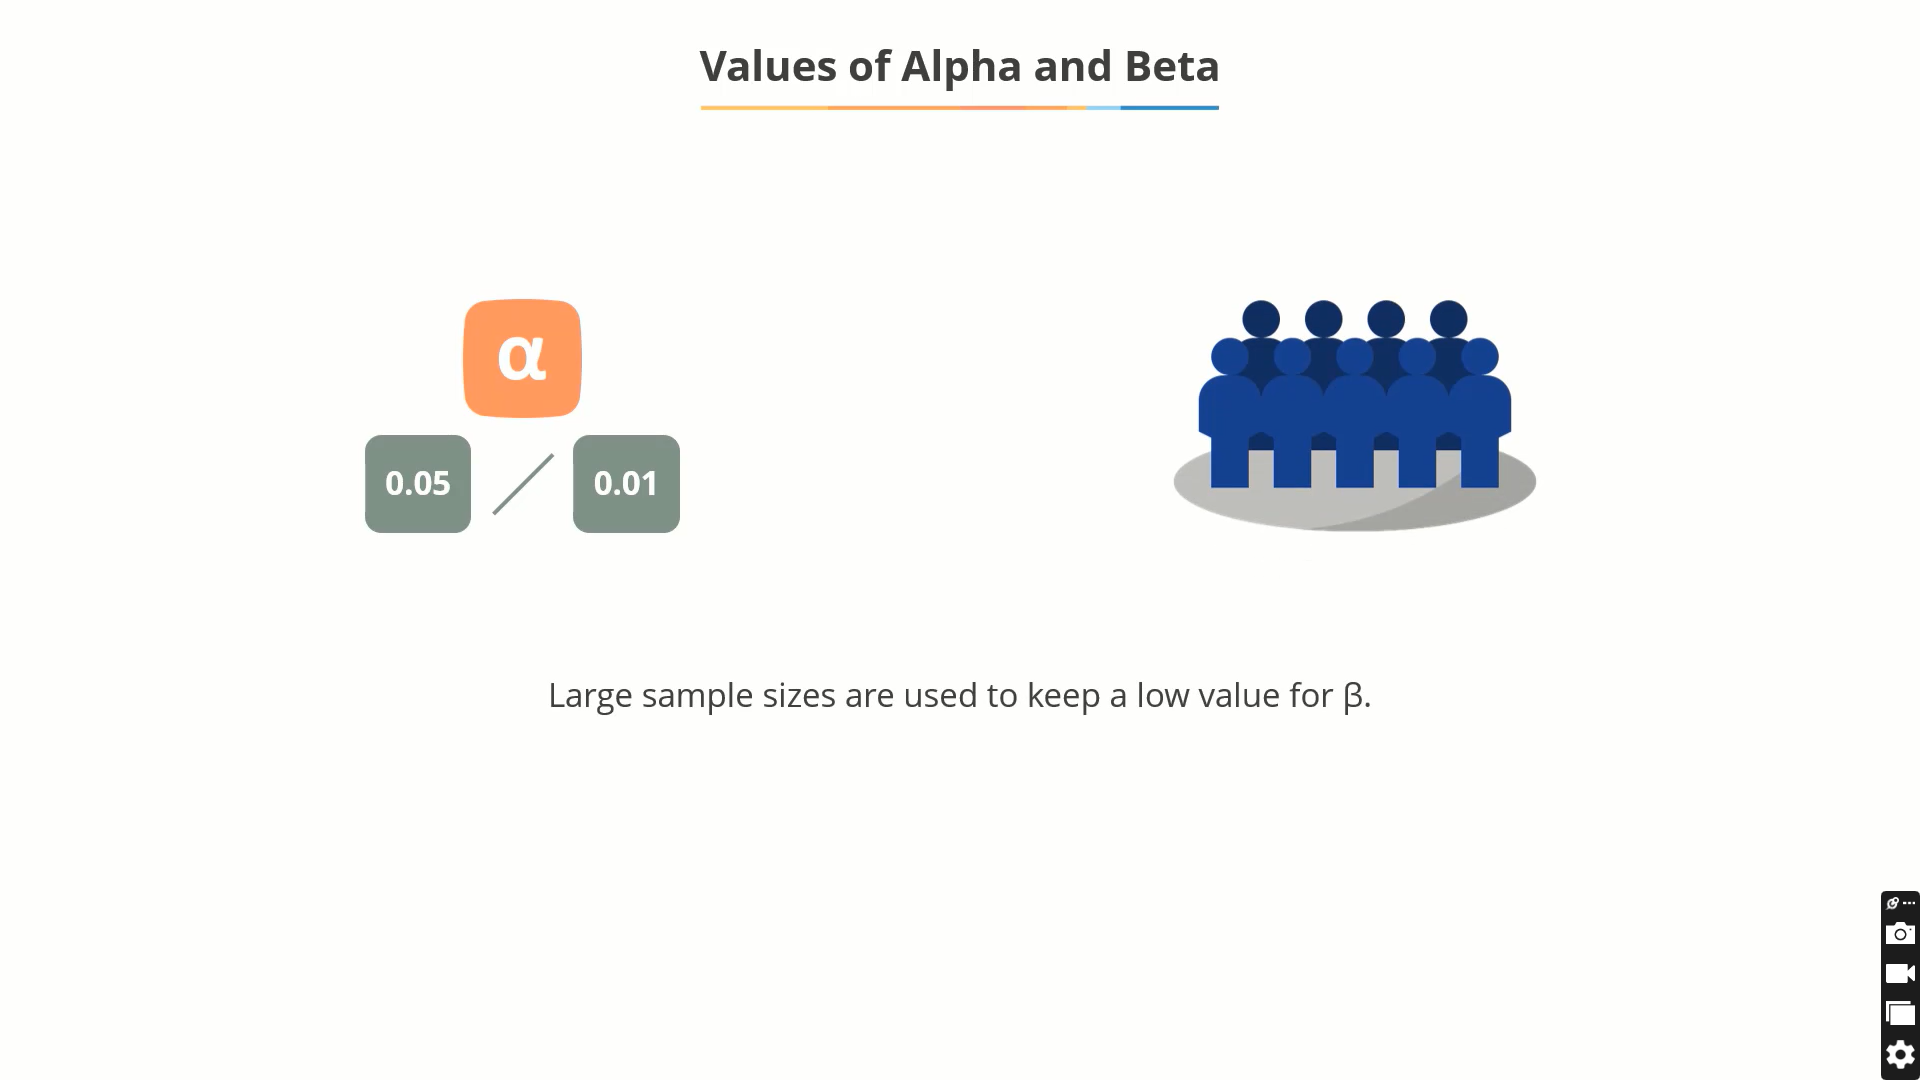 Values of Alpha and Beta
α
0.05 / 0.01
Large sample sizes are used to keep a low value for β.